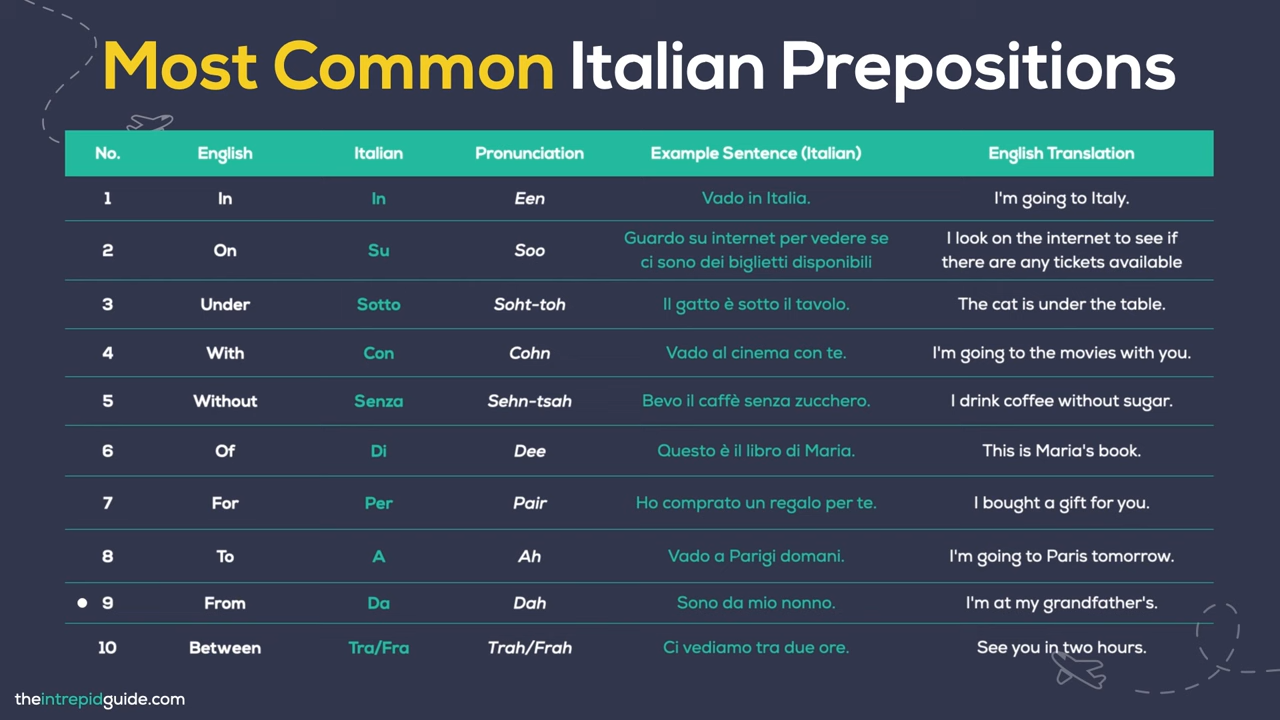 Most Common Italian Prepositions
No. English Italian Pronunciation Example Sentence (Italian) English Translation
1 In In Een Vado in Italia. I'm going to Italy.
2 On Su Soo Guardo su internet per vedere se ci sono dei biglietti disponibili I look on the internet to see if there are any tickets available
3 Under Sotto Soht-toh Il gatto è sotto il tavolo. The cat is under the table.
4 With Con Cohn Vado al cinema con te. I'm going to the movies with you.
5 Without Senza Sehn-tsah Bevo il caffè senza zucchero. I drink coffee without sugar.
6 Of Di Dee Questo è il libro di Maria. This is Maria's book.
7 For Per Pair Ho comprato un regalo per te. I bought a gift for you.
8 To A Ah Vado a Parigi domani. I'm going to Paris tomorrow.
9 From Da Dah Sono da mio nonno. I'm at my grandfather's.
10 Between Tra/Fra Trah/Frah Ci vediamo tra due ore. See you in two hours.
theintrepidguide.com